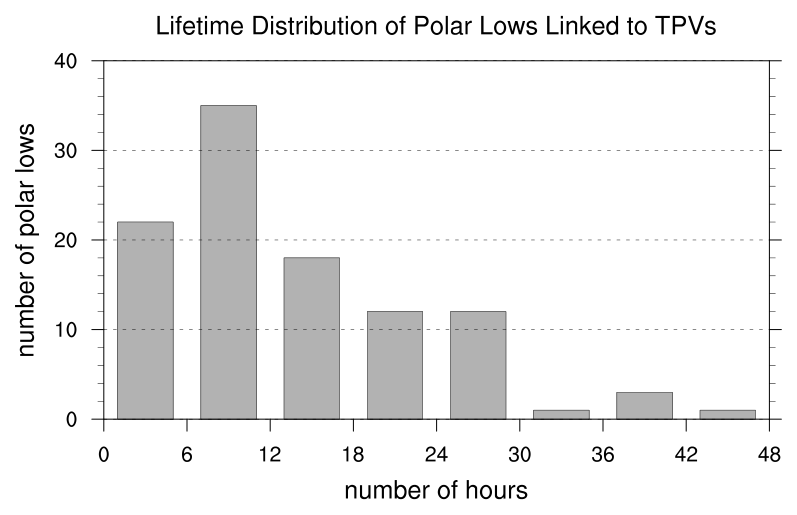 Lifetime Distribution of Polar Lows Linked to TPVs
40
30
20
10
0
number of polar lows
0 6 12 18 24 30 36 42 48
number of hours